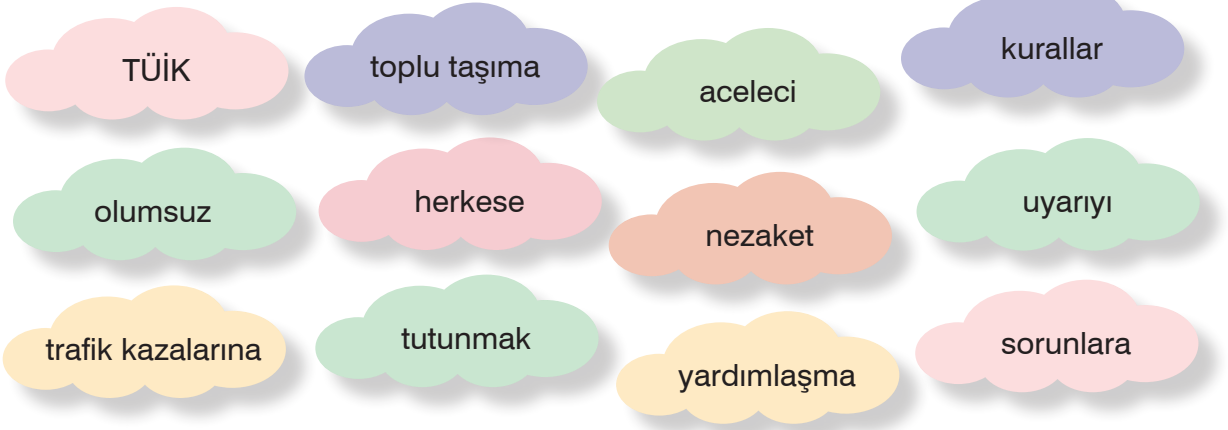 TÜİK
toplu taşıma
aceleci
kurallar
olumsuz
herkese
nezaket
uyarıyı
trafik kazalarına
tutunmak
yardımlaşma
sorunlara